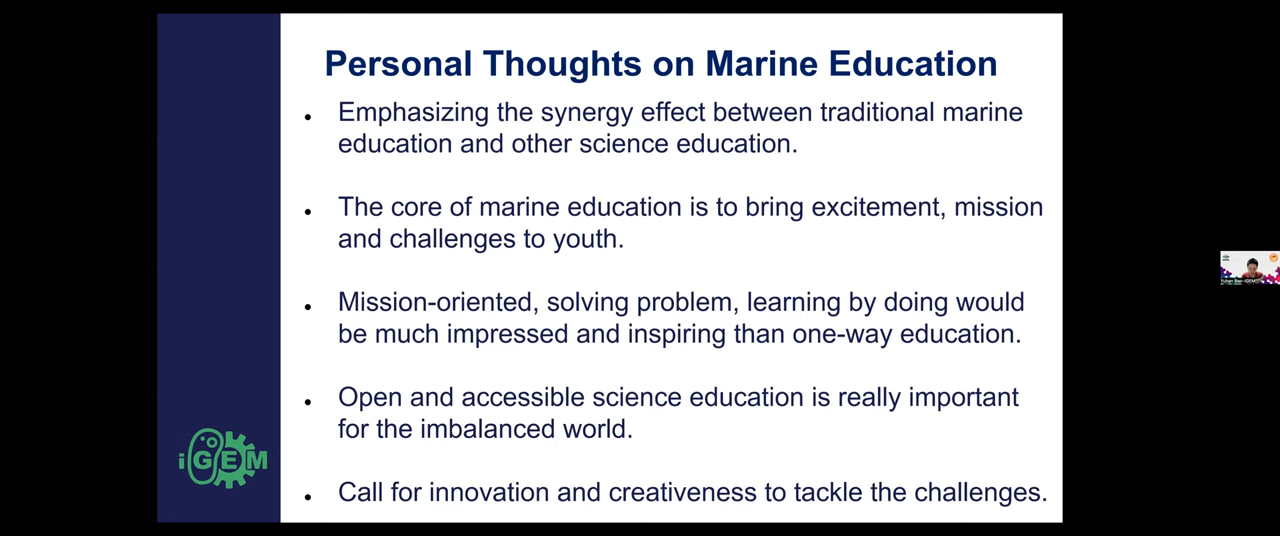 Personal Thoughts on Marine Education
Emphasizing the synergy effect between traditional marine
education and other science education.
The core of marine education is to bring excitement, mission
and challenges to youth.
Mission-oriented, solving problem, learning by doing would
be much impressed and inspiring than one-way education.
Open and accessible science education is really important
for the imbalanced world.
Call for innovation and creativeness to tackle the challenges.
iGEM